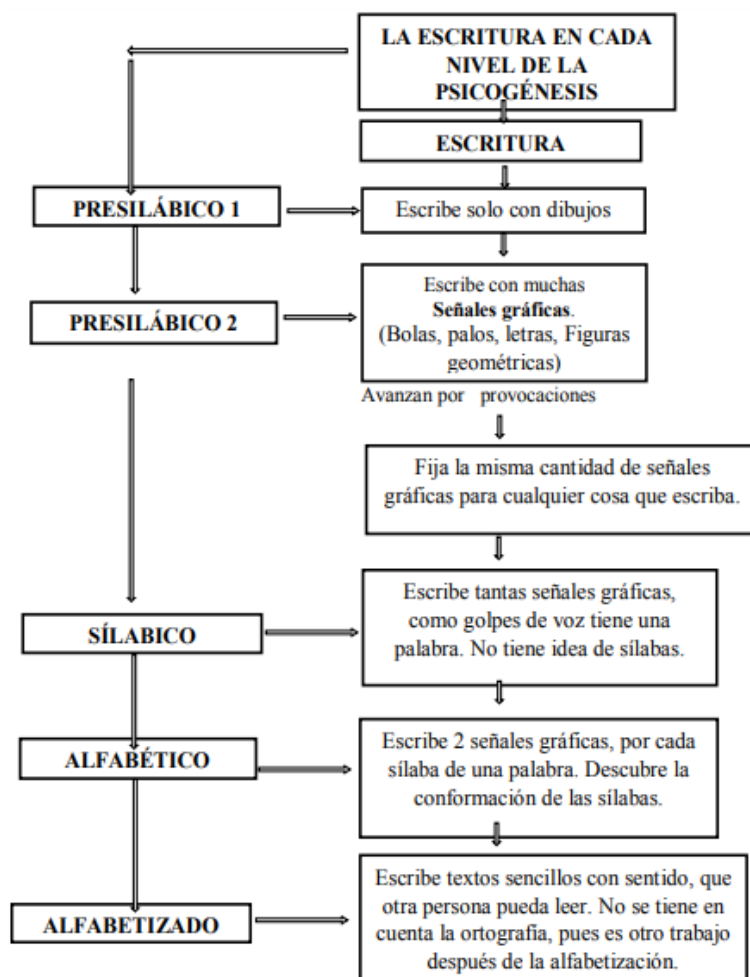 LA ESCRITURA EN CADA
NIVEL DE LA
PSICOGÉNESIS
ESCRITURA
PRESILÁBICO 1
Escribe solo con dibujos
PRESILÁBICO 2
Escribe con muchas
Señales gráficas.
(Bolas, palos, letras, Figuras
geométricas)
Avanzan por provocaciones
Fija la misma cantidad de señales
gráficas para cualquier cosa que escriba.
SÍLABICO
Escribe tantas señales gráficas,
como golpes de voz tiene una
palabra. No tiene idea de sílabas.
ALFABÉTICO
Escribe 2 señales gráficas, por cada
sílaba de una palabra. Descubre la
conformación de las sílabas.
ALFABETIZADO
Escribe textos sencillos con sentido, que
otra persona pueda leer. No se tiene en
cuenta la ortografía, pues es otro trabajo
después de la alfabetización.